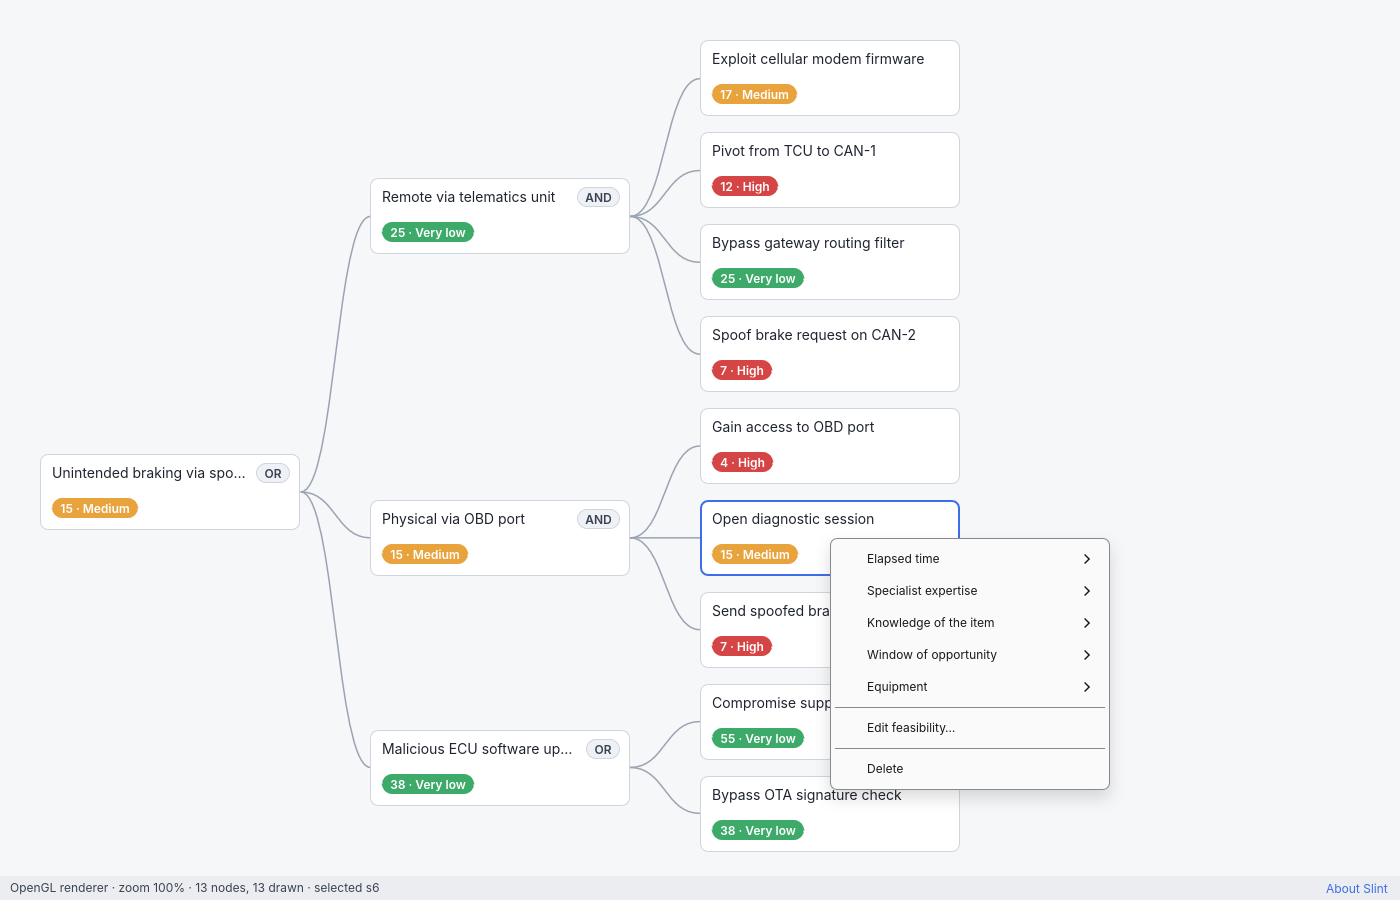 Exploit cellular modem firmware
17 · Medium
Pivot from TCU to CAN-1
12 · High
Remote via telematics unit
AND
25 · Very low
Bypass gateway routing filter
25 · Very low
Spoof brake request on CAN-2
7 · High
Gain access to OBD port
4 · High
Unintended braking via spo...
OR
15 · Medium
Physical via OBD port
AND
15 · Medium
Open diagnostic session
15 · Medium
Send spoofed bra
7 · High
Compromise supp
55 · Very low
Malicious ECU software up...
OR
38 · Very low
Bypass OTA signature check
38 · Very low
Elapsed time
Specialist expertise
Knowledge of the item
Window of opportunity
Equipment
Edit feasibility...
Delete
OpenGL renderer · zoom 100% · 13 nodes, 13 drawn · selected s6
About Slint